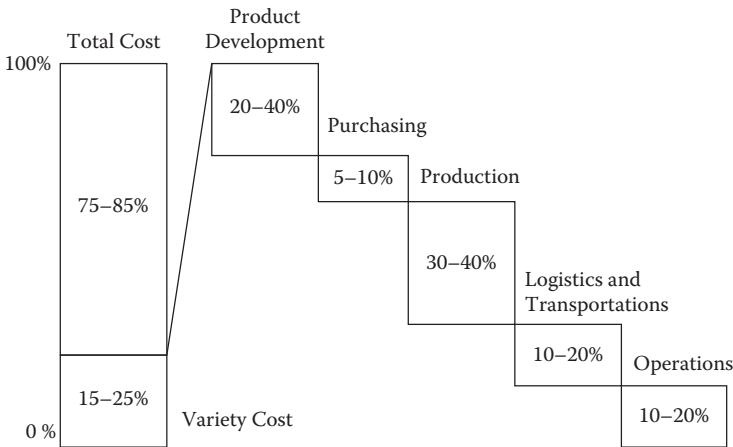 Total Cost
Product
Development
100%
20–40%
Purchasing
5–10%
Production
75–85%
30–40%
Logistics and
Transportations
10–20%
Operations
15–25%
Variety Cost
10–20%
0 %